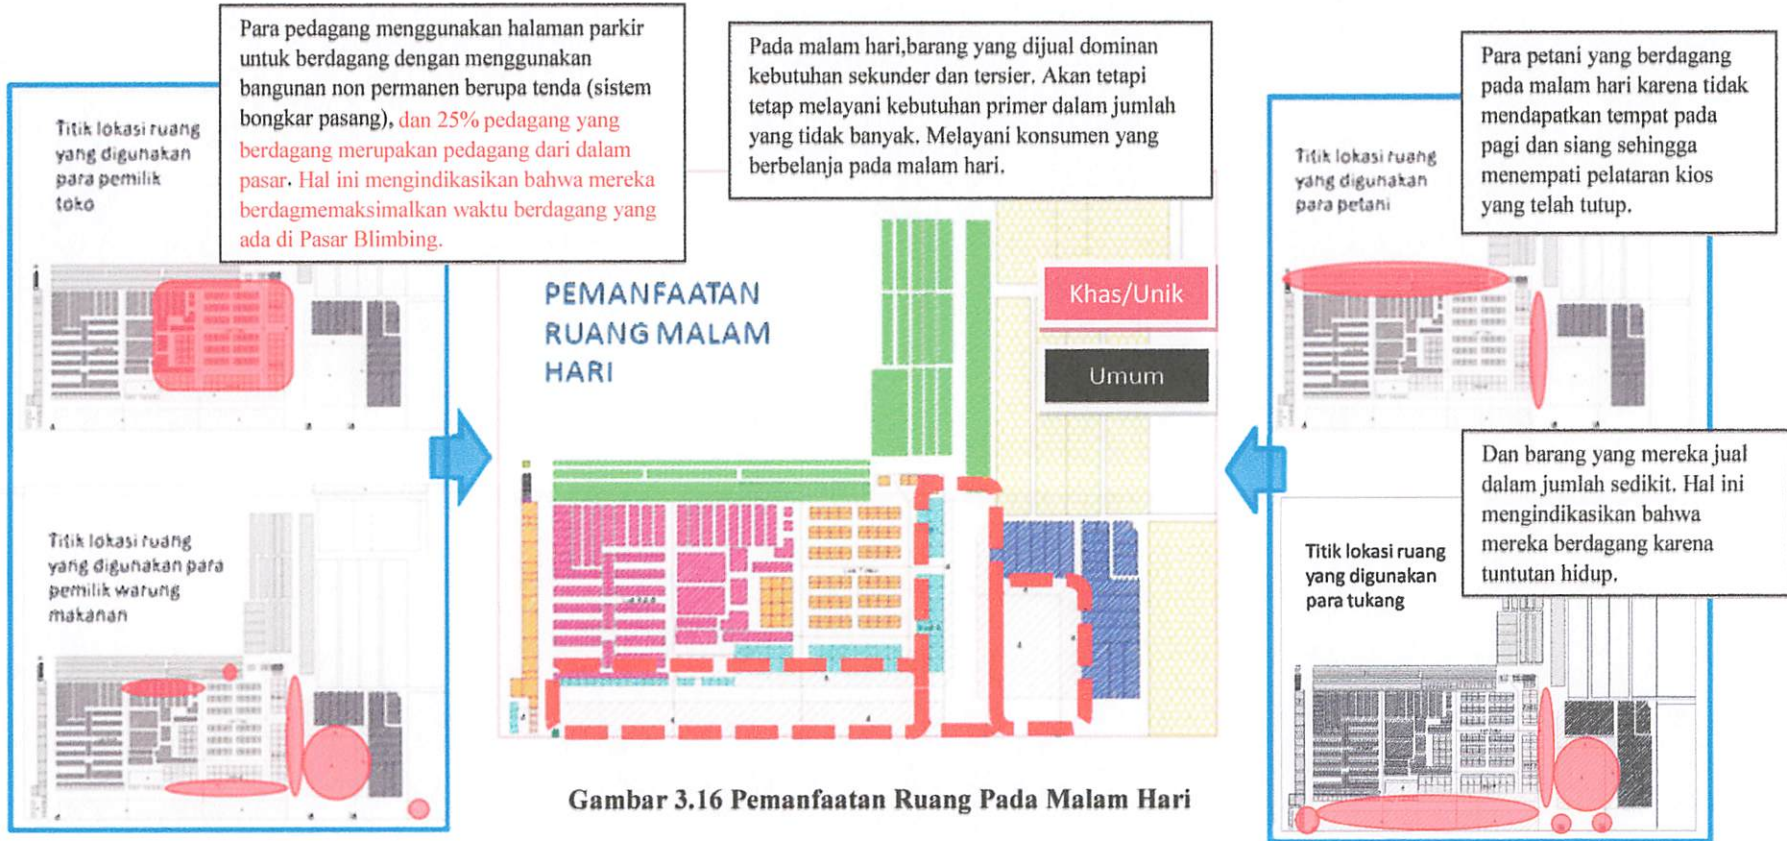 Para pedagang menggunakan halaman parkir
untuk berdagang dengan menggunakan
bangunan non permanen berupa tenda (sistem
bongkar pasang), dan 25% pedagang yang
berdagang merupakan pedagang dari dalam
pasar. Hal ini mengindikasikan bahwa mereka
berdagmemaksimalkan waktu berdagang yang
ada di Pasar Blimbing.
Pada malam hari,barang yang dijual dominan
kebutuhan sekunder dan tersier. Akan tetapi
tetap melayani kebutuhan primer dalam jumlah
yang tidak banyak. Melayani konsumen yang
berbelanja pada malam hari.
Para petani yang berdagang
pada malam hari karena tidak
mendapatkan tempat pada
pagi dan siang sehingga
menempati pelataran kios
yang telah tutup.
Titik lokasi ruang
yang digunakan
para pemilik
toko
Titik lokasi ruang
yang digunakan
para petani
PEMANFAATAN
RUANG MALAM
HARI
Khas/Unik
Umum
Dan barang yang mereka jual
dalam jumlah sedikit. Hal ini
mengindikasikan bahwa
mereka berdagang karena
tuntutan hidup.
Titik lokasi ruang
yang digunakan para
pemilik warung
makanan
Titik lokasi ruang
yang digunakan
para tukang
Gambar 3.16 Pemanfaatan Ruang Pada Malam Hari